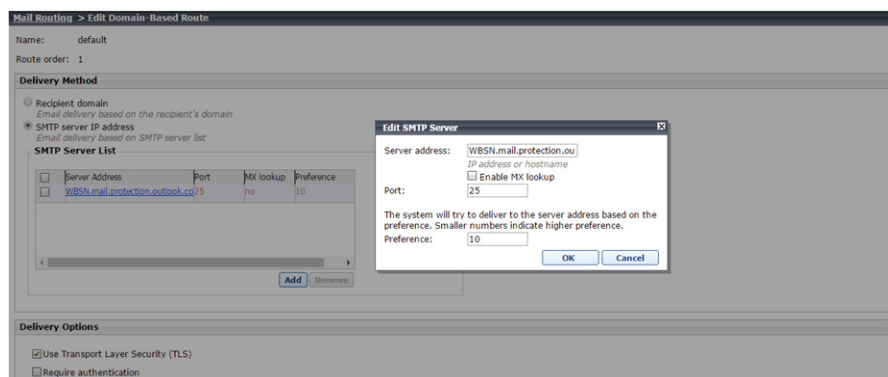 Mail Routing > Edit Domain-Based Route
Name: default
Route order: 1
Delivery Method
Recipient domain
Email delivery based on the recipient's domain
SMTP server IP address
Email delivery based on SMTP server list
SMTP Server List
Server Address Port MX lookup Preference
WBSN.mail.protection.outlook.co 25 no 10
Add Remove
Edit SMTP Server
Server address: WBSN.mail.protection.ou
IP address or hostname
Enable MX lookup
Port: 25
The system will try to deliver to the server address based on the
preference. Smaller numbers indicate higher preference.
Preference: 10
OK Cancel
Delivery Options
Use Transport Layer Security (TLS)
Require authentication